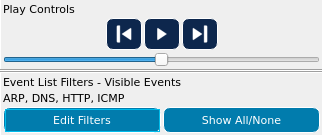 Play Controls
Event List Filters - Visible Events
ARP, DNS, HTTP, ICMP
Edit Filters
Show All/None